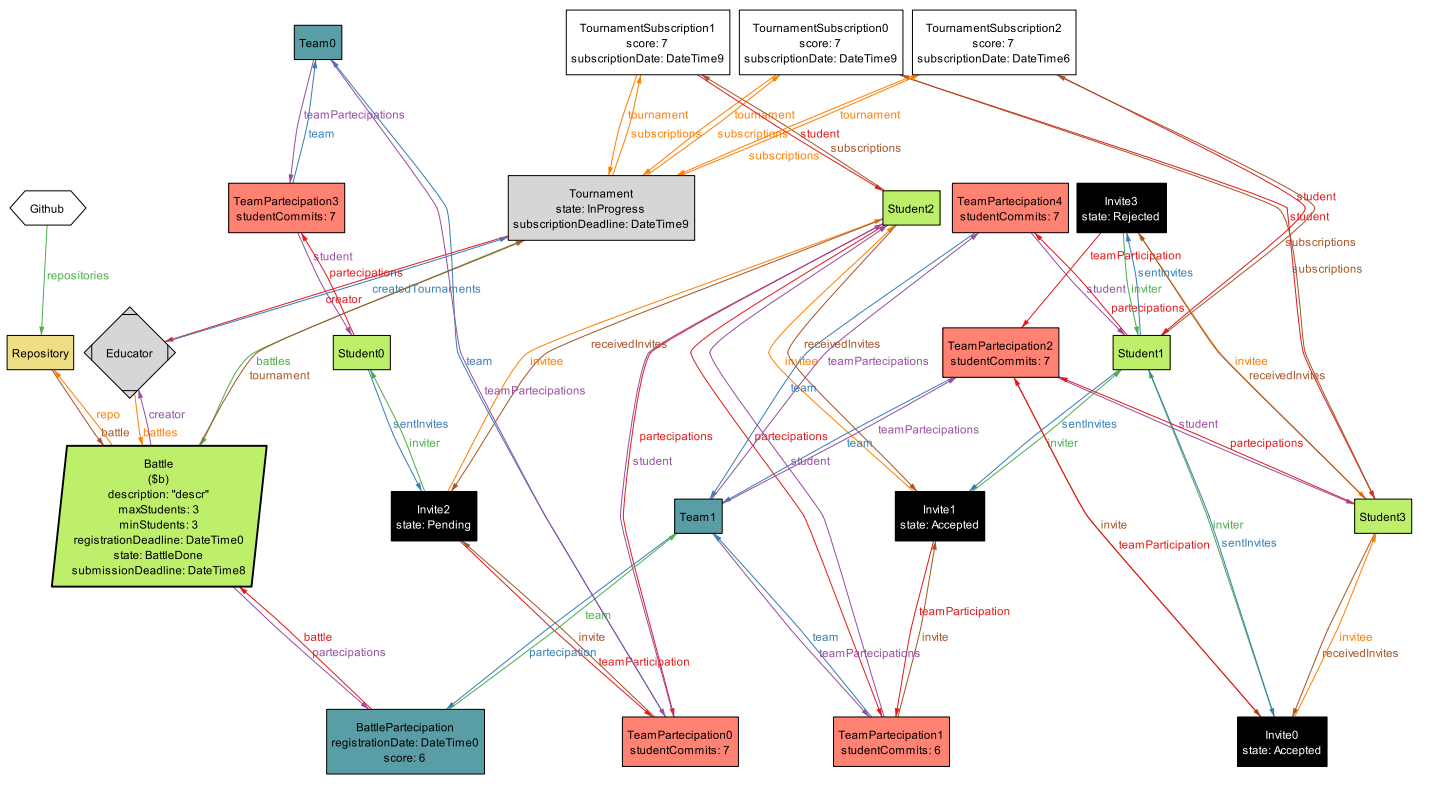 TournamentSubscription1
score: 7
subscriptionDate: DateTime9
TournamentSubscription0
score: 7
subscriptionDate: DateTime9
TournamentSubscription2
score: 7
subscriptionDate: DateTime6
Team0
teamPartecipations
team
tournament
subscriptions
tournament
subscriptions
tournament
subscriptions
student
subscriptions
TeamPartecipation3
studentCommits: 7
Github
Tournament
state: InProgress
subscriptionDeadline: DateTime9
Student2
TeamPartecipation4
studentCommits: 7
Invite3
state: Rejected
student
student
subscriptions
subscriptions
repositories
student
partecipations
createdTournaments
creator
teamParticipation
sentInvites
student
inviter
partecipations
Repository
Educator
Student0
battles
tournament
invitee
receivedInvites
team
teamPartecipations
invitee
receivedInvites
teamPartecipations
team
TeamPartecipation2
studentCommits: 7
Student1
invitee
receivedInvites
repo
battle
creator
battles
sentInvites
inviter
partecipations
student
partecipations
student
teamPartecipations
team
sentInvites
inviter
student
partecipations
Battle
($b)
description: "descr"
maxStudents: 3
minStudents: 3
registrationDeadline: DateTime0
state: BattleDone
submissionDeadline: DateTime8
Invite2
state: Pending
Team1
Invite1
state: Accepted
Student3
invite
teamParticipation
inviter
sentInvites
battle
partecipations
team
partecipation
invite
teamParticipation
team
teamPartecipations
teamParticipation
invite
invitee
receivedInvites
BattlePartecipation
registrationDate: DateTime0
score: 6
TeamPartecipation0
studentCommits: 7
TeamPartecipation1
studentCommits: 6
Invite0
state: Accepted